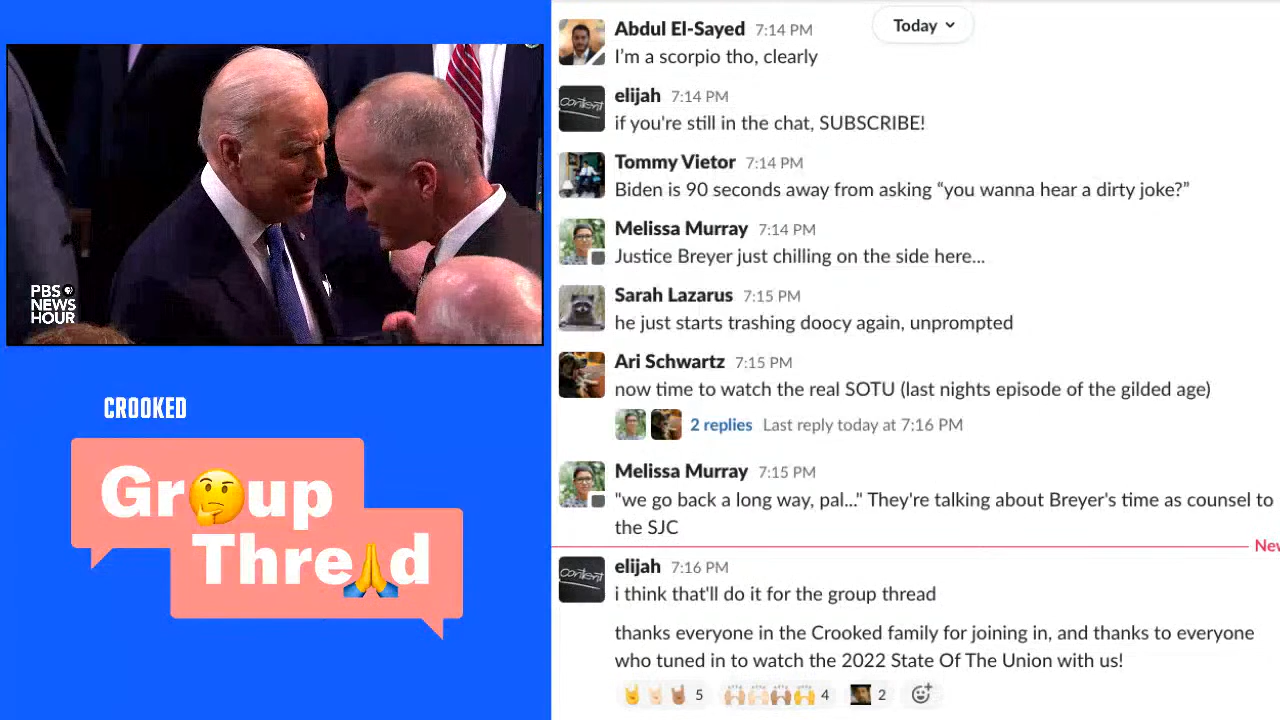 PBS
NEWS
HOUR
CROOKED
Gr🤔up
Thre🙏d
Today
Abdul El-Sayed 7:14 PM
I'm a scorpio tho, clearly
content
elijah 7:14 PM
if you're still in the chat, SUBSCRIBE!
Tommy Vietor 7:14 PM
Biden is 90 seconds away from asking “you wanna hear a dirty joke?”
Melissa Murray 7:14 PM
Justice Breyer just chilling on the side here...
Sarah Lazarus 7:15 PM
he just starts trashing doocy again, unprompted
Ari Schwartz 7:15 PM
now time to watch the real SOTU (last nights episode of the gilded age)
2 replies Last reply today at 7:16 PM
Melissa Murray 7:15 PM
"we go back a long way, pal..." They're talking about Breyer's time as counsel to
the SJC
content
elijah 7:16 PM
i think that'll do it for the group thread
thanks everyone in the Crooked family for joining in, and thanks to everyone
who tuned in to watch the 2022 State Of The Union with us!
5 4 2